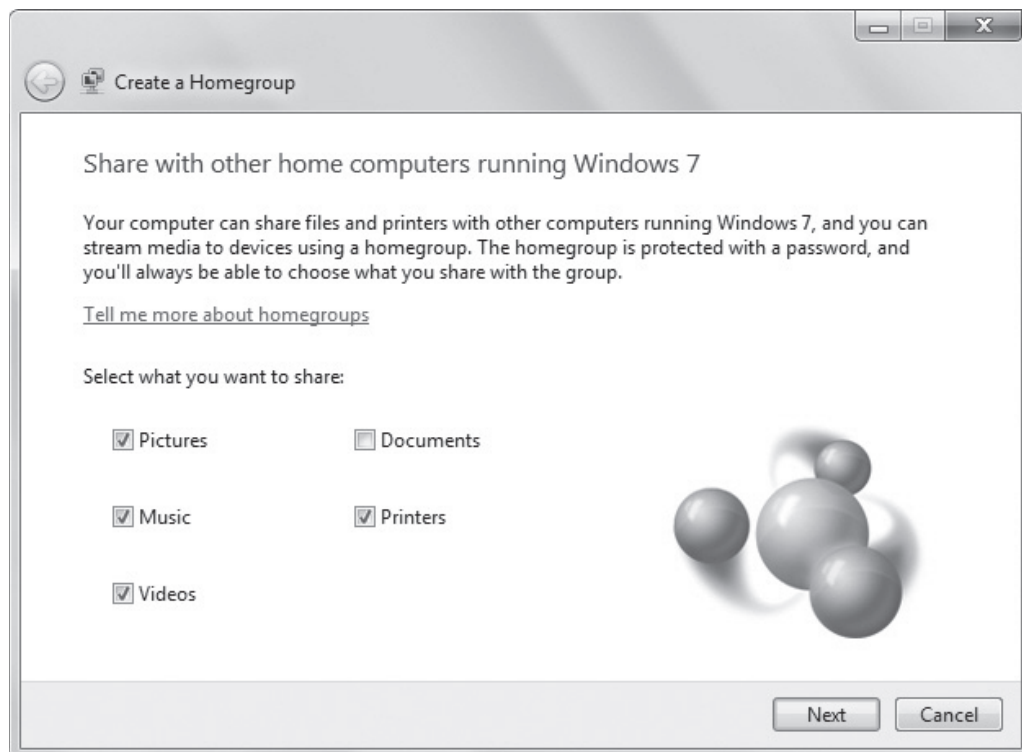 Create a Homegroup
Share with other home computers running Windows 7
Your computer can share files and printers with other computers running Windows 7, and you can
stream media to devices using a homegroup. The homegroup is protected with a password, and
you'll always be able to choose what you share with the group.
Tell me more about homegroups
Select what you want to share:
Pictures
Documents
Music
Printers
Videos
Next
Cancel